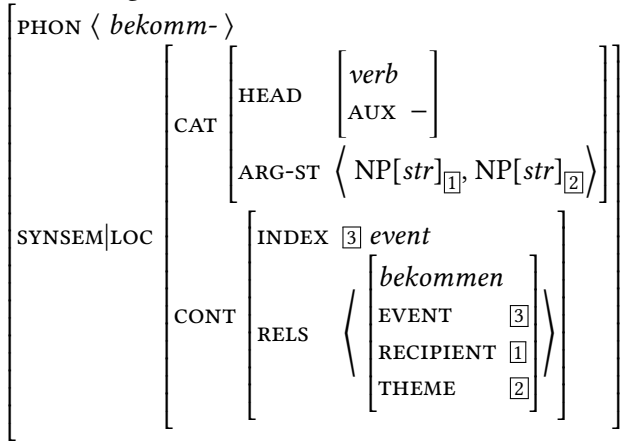 PHON ⟨ bekomm- ⟩
SYNSEM|LOC
CAT
HEAD
verb
AUX −
ARG-ST ⟨ NP[str]1, NP[str]2 ⟩
CONT
INDEX 3 event
RELS
bekommen
EVENT 3
RECIPIENT 1
THEME 2